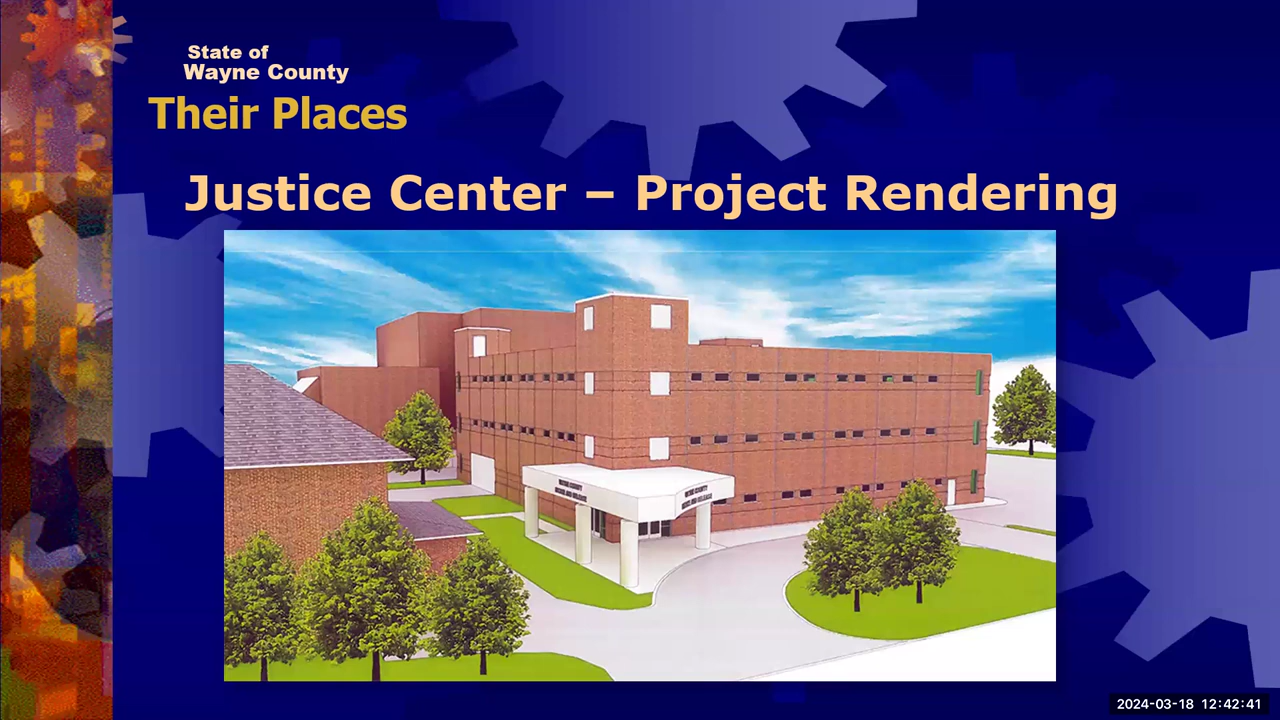 State of
Wayne County
Their Places
Justice Center – Project Rendering
2024-03-18 12:42:41